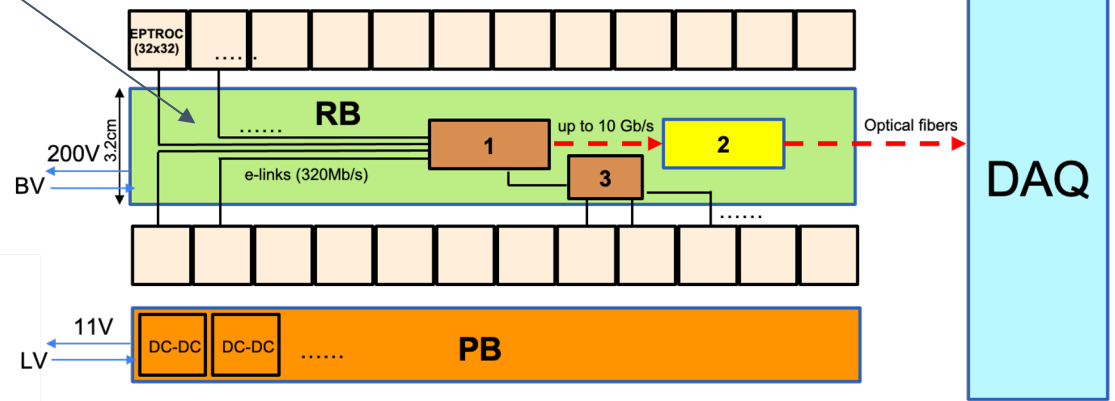 EPTROC
(32x32)
......
RB
......
3.2cm
200V
BV
e-links (320Mb/s)
1
up to 10 Gb/s
2
3
Optical fibers
DAQ
......
11V
LV
DC-DC
DC-DC
......
PB